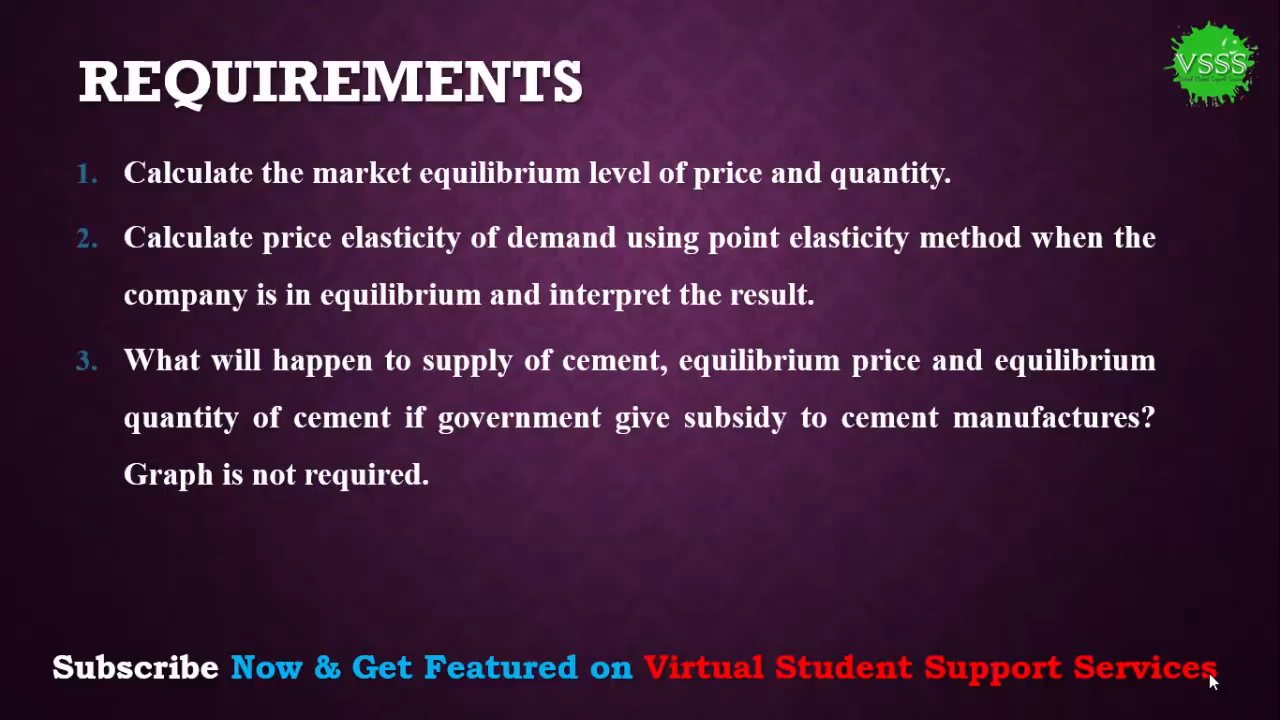 REQUIREMENTS
VSSS
1. Calculate the market equilibrium level of price and quantity.
2. Calculate price elasticity of demand using point elasticity method when the
company is in equilibrium and interpret the result.
3. What will happen to supply of cement, equilibrium price and equilibrium
quantity of cement if government give subsidy to cement manufactures?
Graph is not required.
Subscribe Now & Get Featured on Virtual Student Support Services